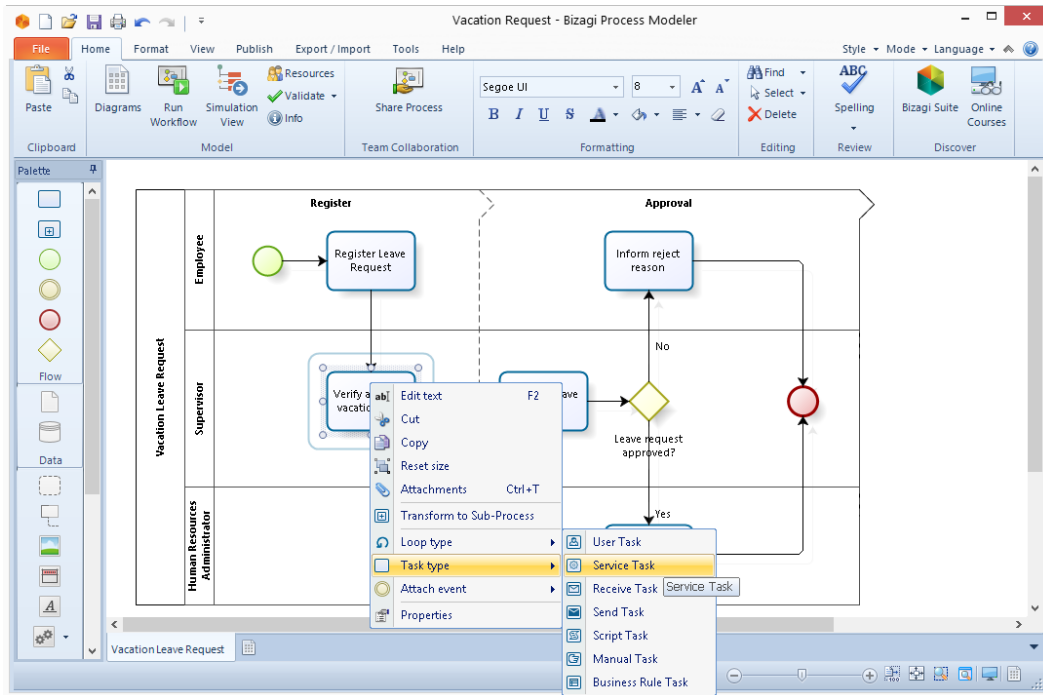 Vacation Request - Bizagi Process Modeler
File Home Format View Publish Export / Import Tools Help Style Mode Language
Paste
Clipboard
Diagrams
Run Workflow
Simulation View
Resources
Validate
Info
Model
Share Process
Team Collaboration
Segoe UI 8 A A
B I U S A
Formatting
Find
Select
Delete
Editing
ABC
Spelling
Review
Bizagi Suite
Online Courses
Discover
Palette
Flow
Data
A
Vacation Leave Request
Register
Approval
Employee
Register Leave
Request
Inform reject
reason
Supervisor
No
Leave request
approved?
Yes
Human Resources
Administrator
ab Edit text F2
Cut
Copy
Reset size
Attachments Ctrl+T
Transform to Sub-Process
Loop type
Task type
Attach event
Properties
User Task
Service Task
Receive Task
Service Task
Send Task
Script Task
Manual Task
Business Rule Task
Vacation Leave Request
100